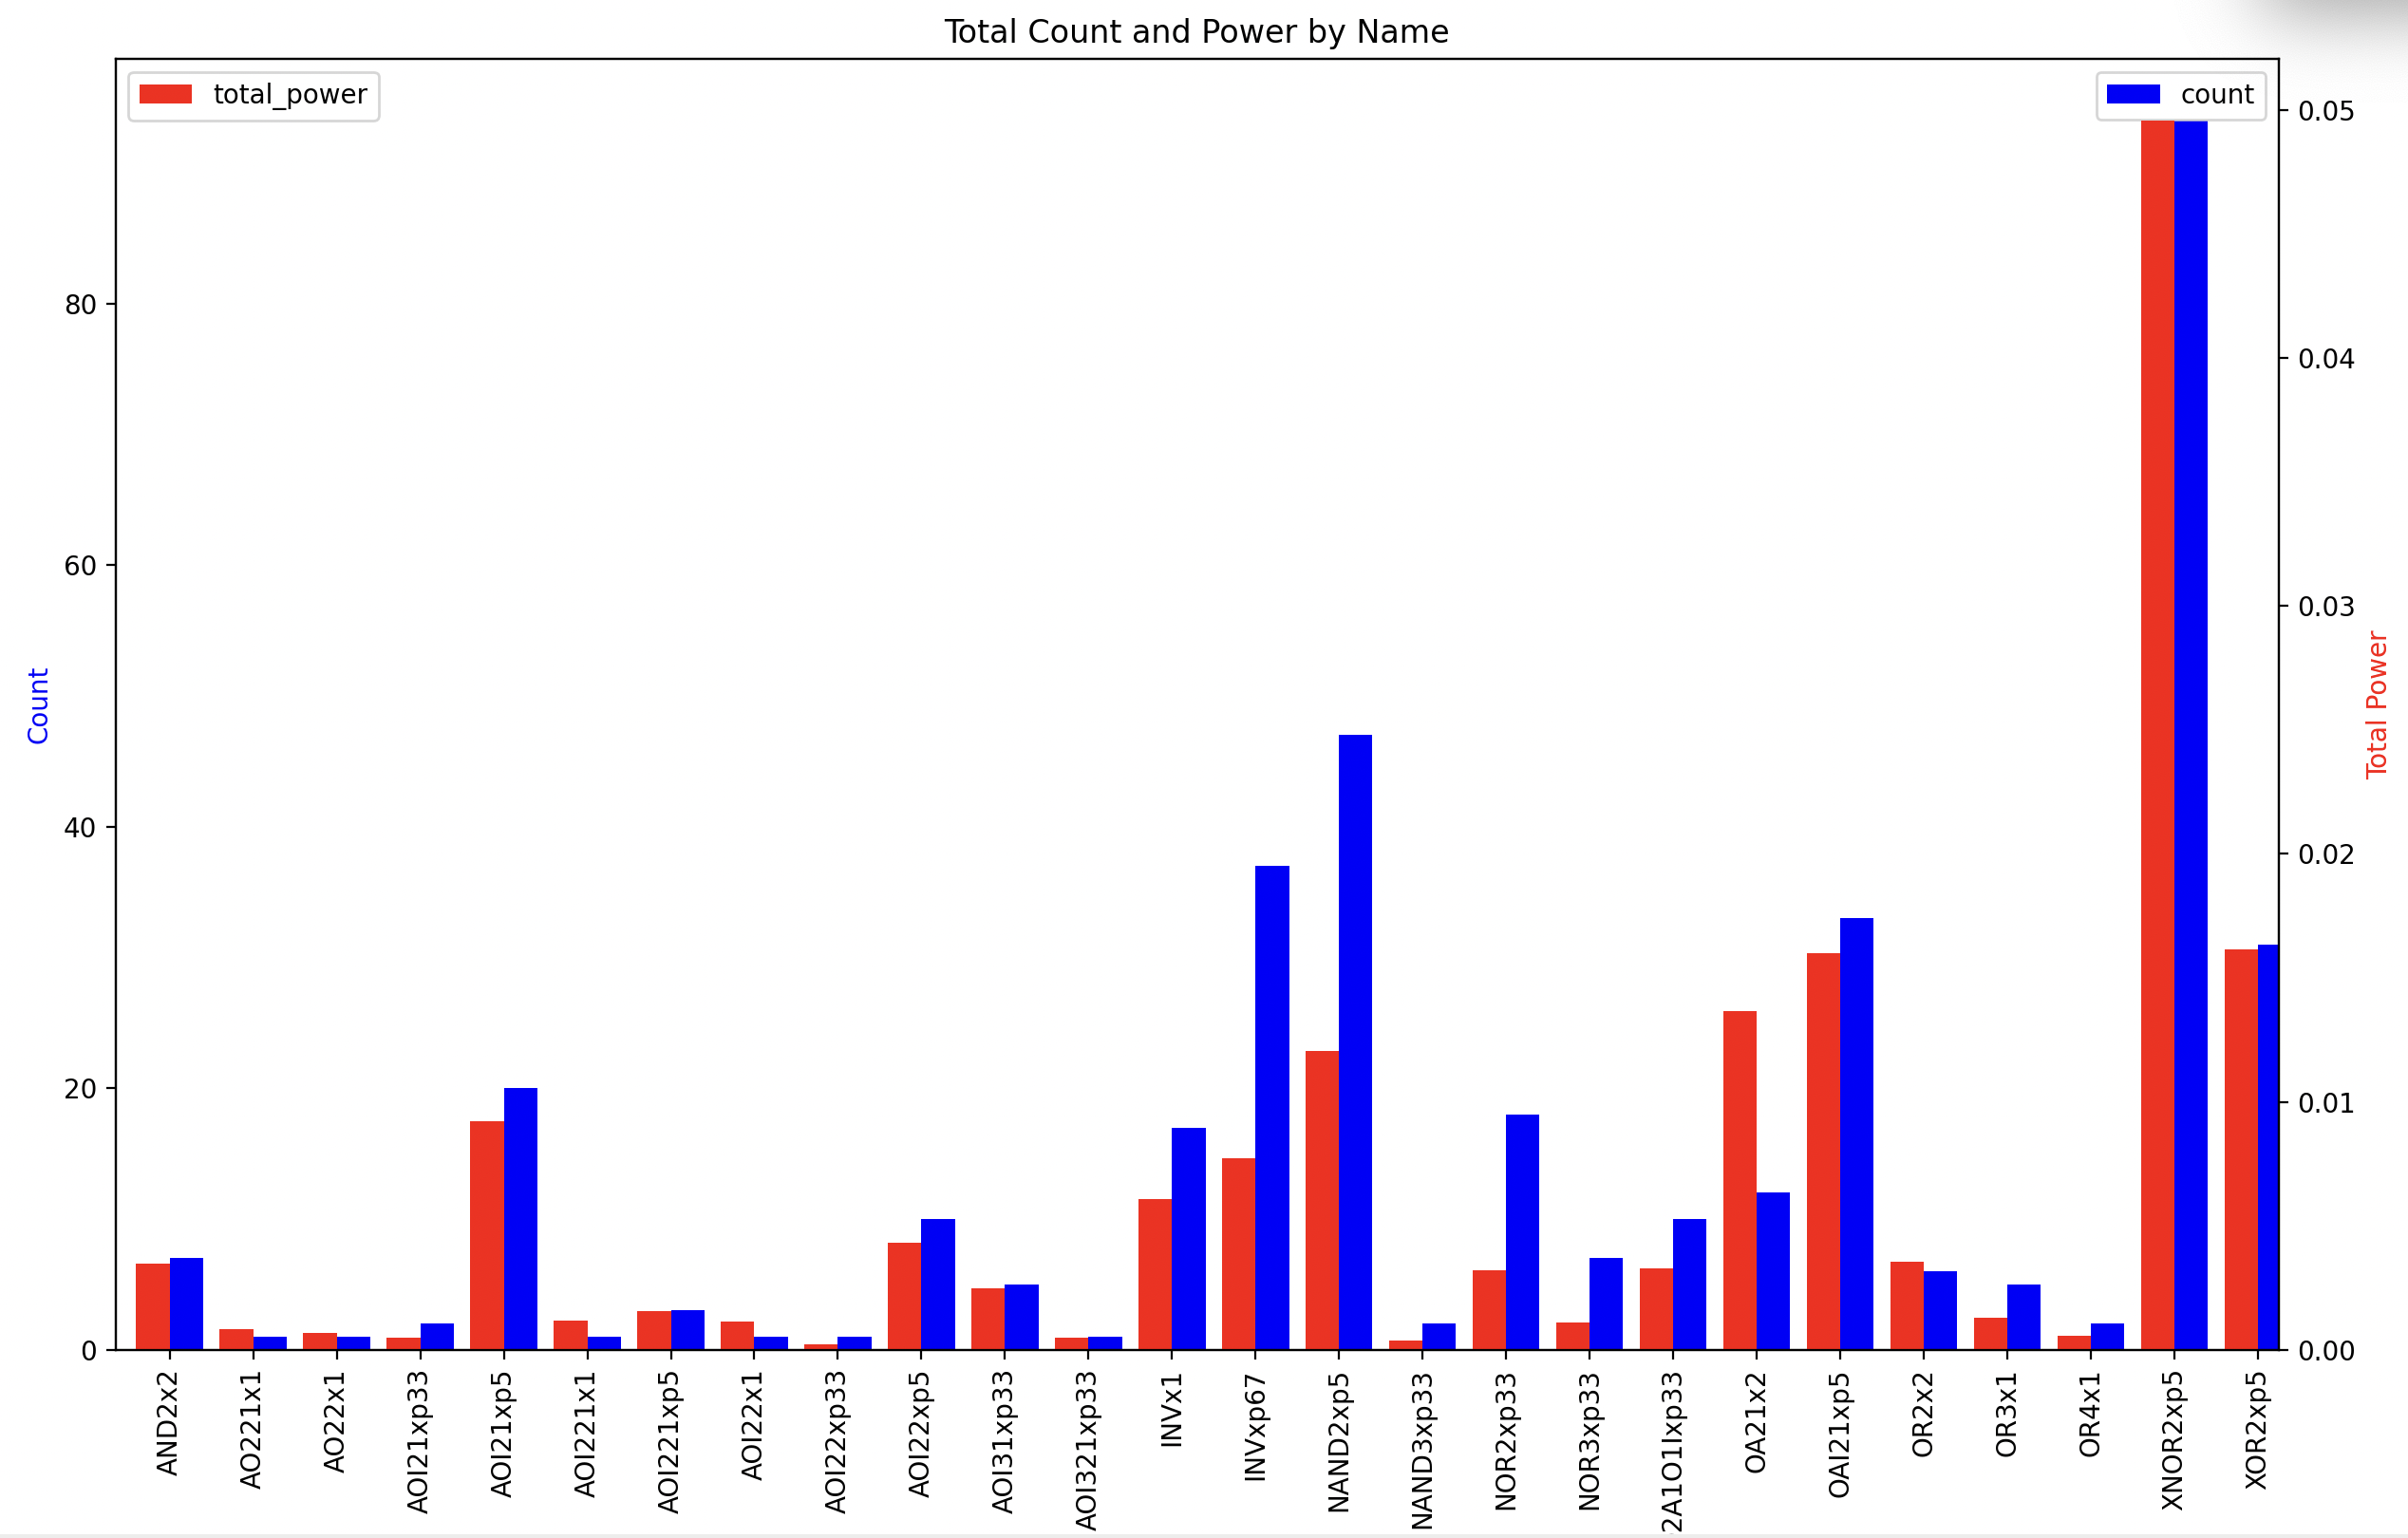 Total Count and Power by Name
total_power
count
80
60
40
20
0
Count
0.05
0.04
0.03
0.02
0.01
0.00
Total Power
AND2x2
AO221x1
AO22x1
AOI21xp33
AOI21xp5
AOI221x1
AOI221xp5
AOI22x1
AOI22xp33
AOI22xp5
AOI31xp33
AOI321xp33
INVx1
INVxp67
NAND2xp5
NAND3xp33
NOR2xp33
NOR3xp33
2A1O1Ixp33
OA21x2
OAI21xp5
OR2x2
OR3x1
OR4x1
XNOR2xp5
XOR2xp5